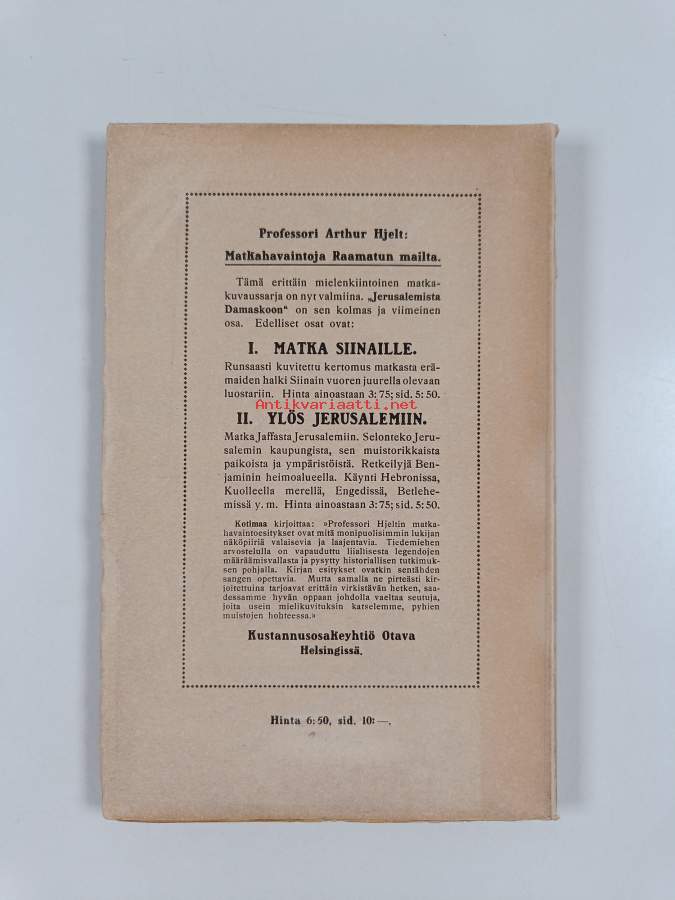 Professori Arthur Hjelt:
Matkahavaintoja Raamatun mailta.
Tämä erittäin mielenkiintoinen matka-
kuvaussarja on nyt valmiina. „Jerusalemista
Damaskoon“ on sen kolmas ja viimeinen
osa. Edelliset osat ovat:
I. MATKA SIINAILLE.
Runsaasti kuvitettu kertomus matkasta erä-
maiden halki Siinain vuoren juurella olevaan
luostariin. Hinta ainoastaan 3: 75; sid. 5: 50.
Antikvariaatti.net
II. YLÖS JERUSALEMIIN.
Matka Jaffasta Jerusalemiin. Selonteko Jeru-
salemin kaupungista, sen muistorikkaista
paikoista ja ympäristöistä. Retkeilyjä Ben-
jaminin heimoalueella. Käynti Hebronissa,
Kuolleella merellä, Engedissä, Betlehe-
missä y. m. Hinta ainoastaan 3: 75; sid. 5: 50.
Kotimaa kirjoittaa: »Professori Hjeltin matka-
havaintoesitykset ovat mitä monipuolisimmin lukijan
näköpiiriä valaisevia ja laajentavia. Tiedemiehen
arvostelulla on vapauduttu liiallisesta legendojen
määräämisvallasta ja pysytty historiallisen tutkimuk-
sen pohjalla. Kirjan esitykset ovatkin sentähden
sangen opettavia. Mutta samalla ne pirteästi kir-
joitettuina tarjoavat erittäin virkistävän hetken, saa-
dessamme hyvän oppaan johdolla vaeltaa seutuja,
joita usein mielikuvituksin katselemme, pyhien
muistojen hohteessa.»
Kustannusosakeyhtiö Otava
Helsingissä.
Hinta 6: 50, sid. 10: —.